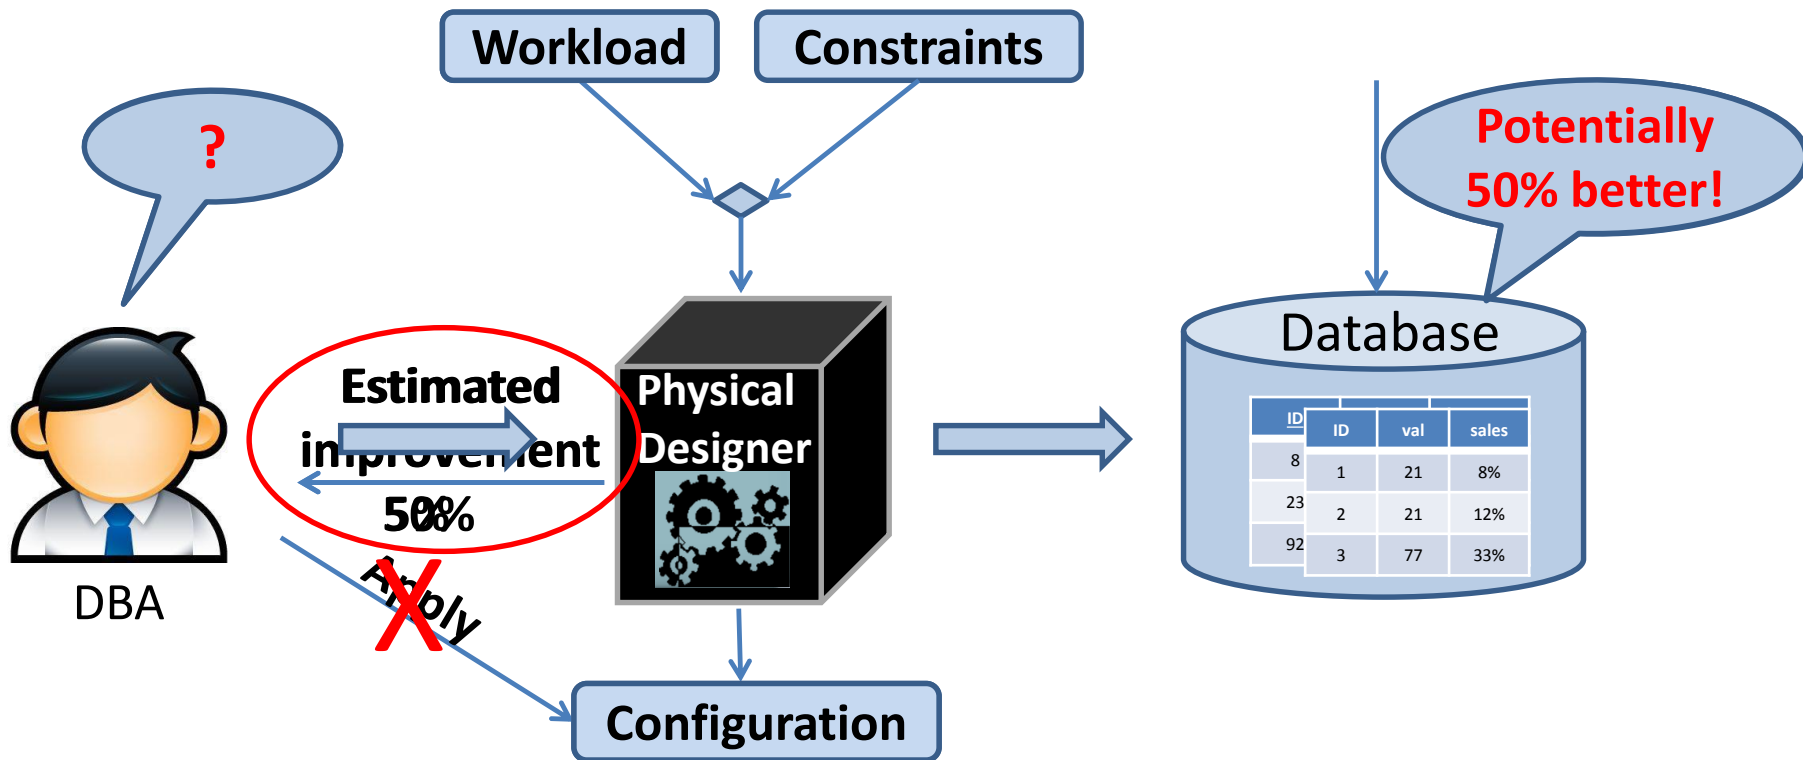 Workload
Constraints
?
Potentially
50% better!
Database
Estimated
improvement
50%
Physical
Designer
ID
8
23
92
ID val sales
1 21 8%
2 21 12%
3 77 33%
Apply
X
DBA
Configuration